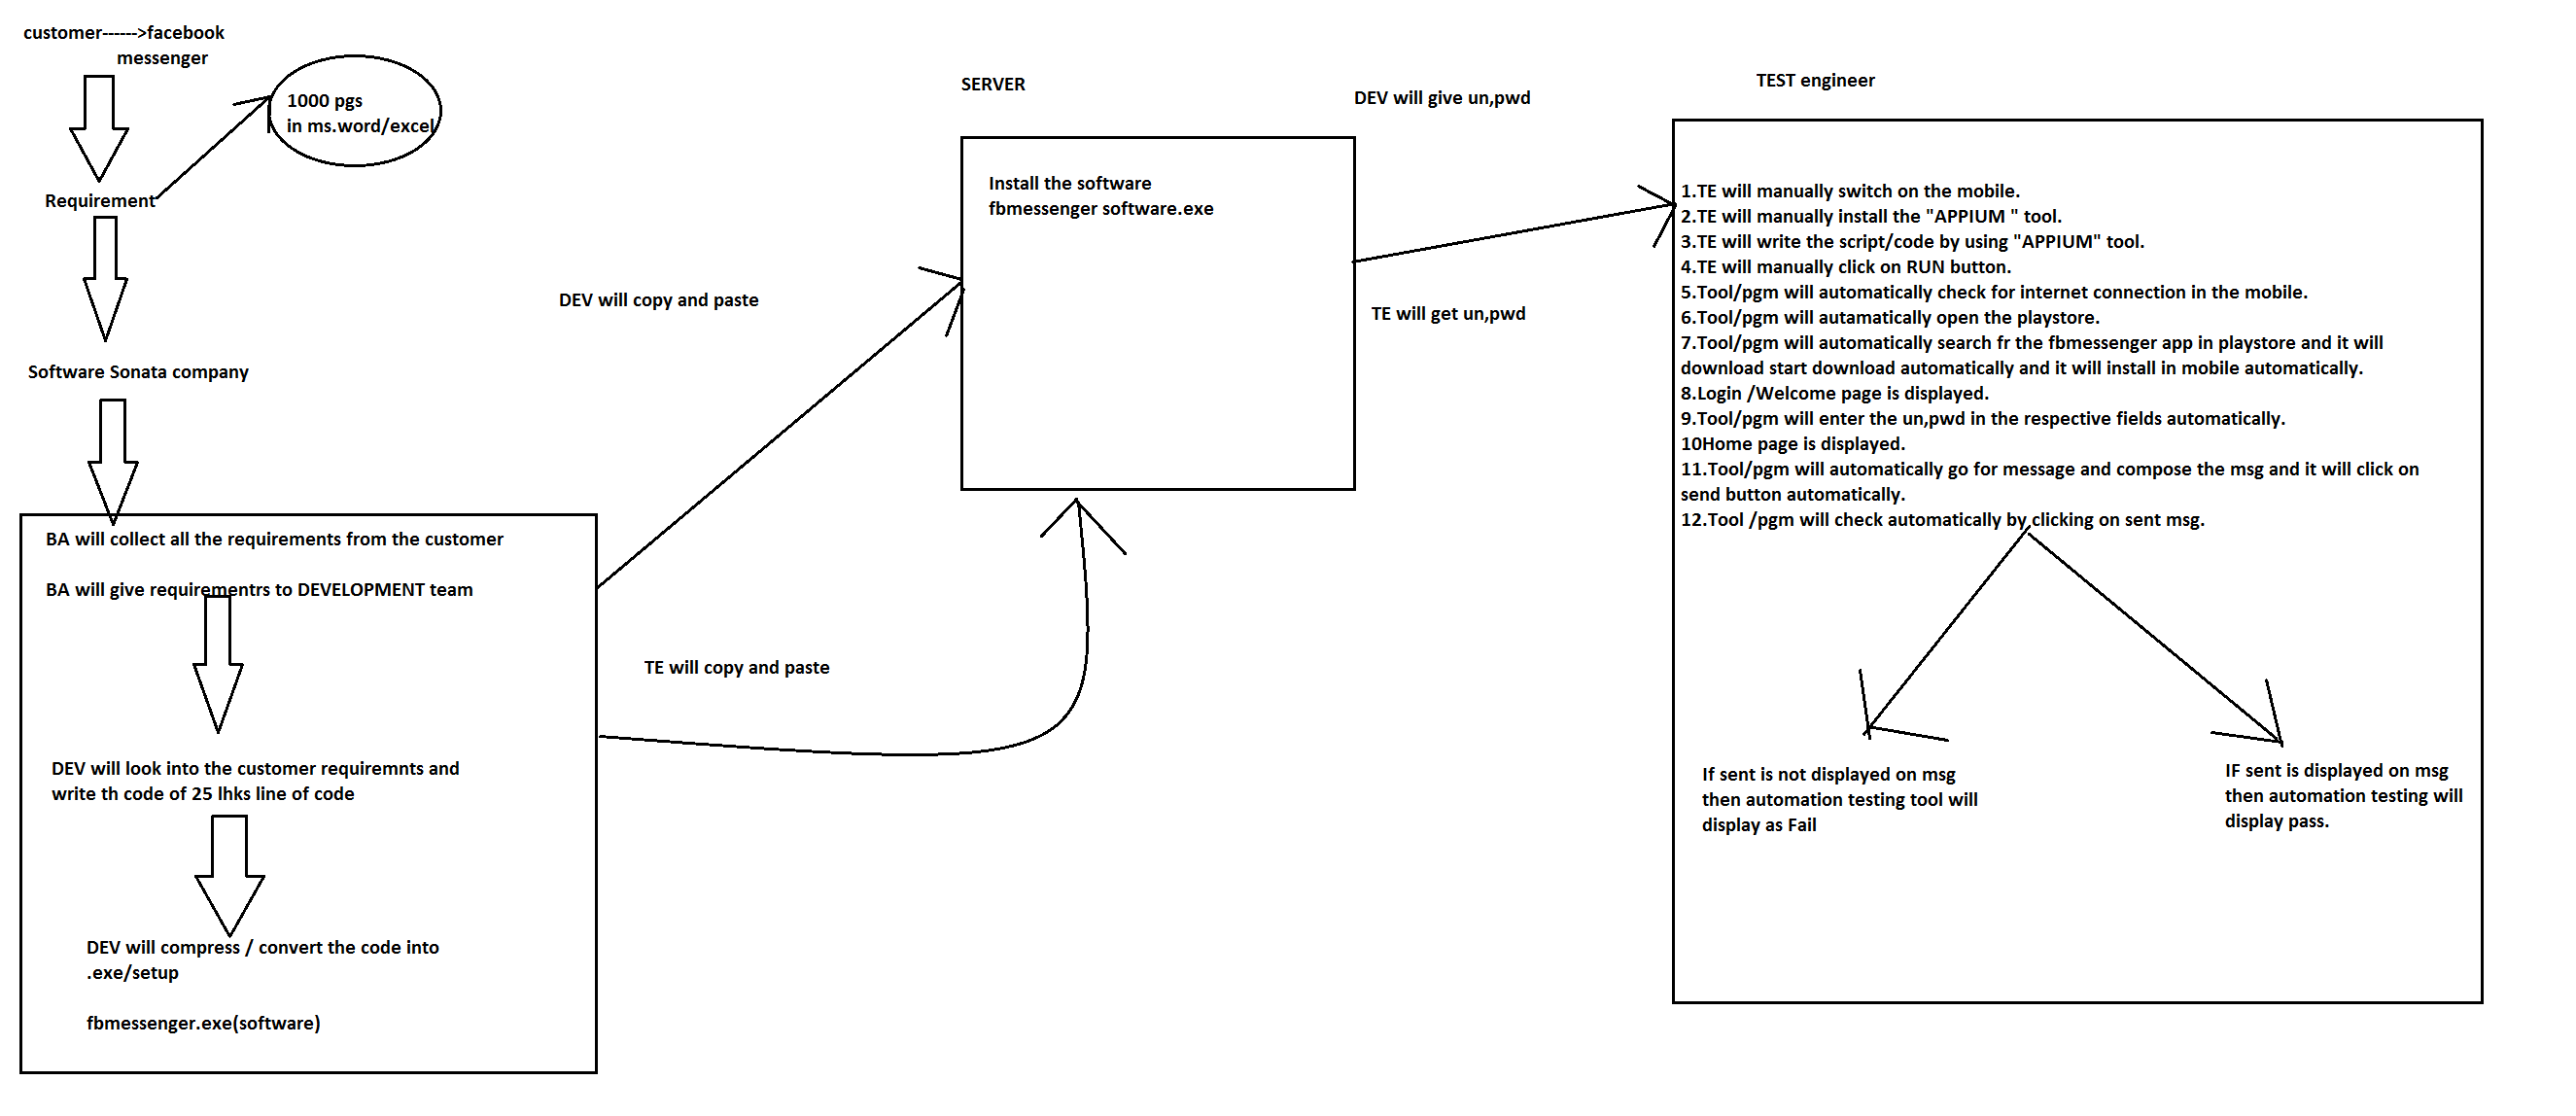 customer------>facebook
messenger
1000 pgs
in ms.word/excel
Requirement
Software Sonata company
BA will collect all the requirements from the customer
BA will give requirementrs to DEVELOPMENT team
DEV will look into the customer requiremnts and
write th code of 25 lhks line of code
DEV will compress / convert the code into
.exe/setup
fbmessenger.exe(software)
DEV will copy and paste
TE will copy and paste
SERVER
Install the software
fbmessenger software.exe
DEV will give un,pwd
TE will get un,pwd
TEST engineer
1.TE will manually switch on the mobile.
2.TE will manually install the "APPIUM " tool.
3.TE will write the script/code by using "APPIUM" tool.
4.TE will manually click on RUN button.
5.Tool/pgm will automatically check for internet connection in the mobile.
6.Tool/pgm will autamatically open the playstore.
7.Tool/pgm will automatically search fr the fbmessenger app in playstore and it will
download start download automatically and it will install in mobile automatically.
8.Login /Welcome page is displayed.
9.Tool/pgm will enter the un,pwd in the respective fields automatically.
10Home page is displayed.
11.Tool/pgm will automatically go for message and compose the msg and it will click on
send button automatically.
12.Tool /pgm will check automatically by clicking on sent msg.
If sent is not displayed on msg
then automation testing tool will
display as Fail
IF sent is displayed on msg
then automation testing will
display pass.